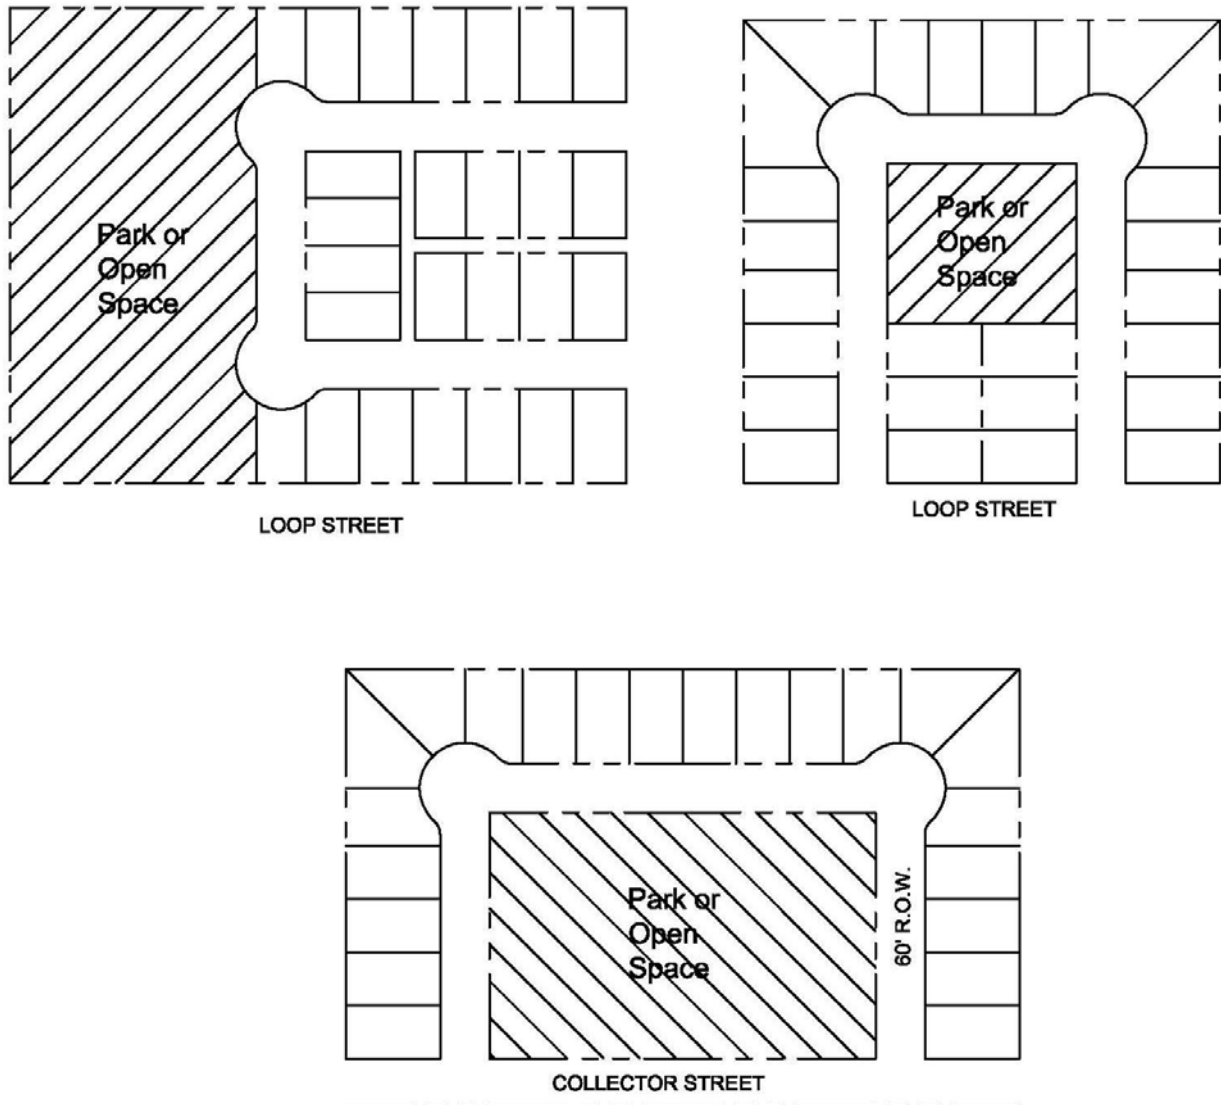 Park or
Open
Space
LOOP STREET
Park or
Open
Space
LOOP STREET
Park or
Open
Space
60' R.O.W.
COLLECTOR STREET